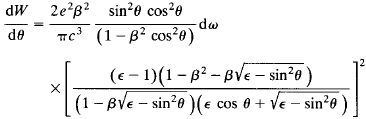 dW/dθ = 2e²β²/πc³ sin²θ cos²θ/(1 − β² cos²θ) dω
× [(ϵ − 1)(1 − β² − β√ϵ − sin²θ)/(1 − β√ϵ − sin²θ)(ϵ cos θ + √ϵ − sin²θ)]²